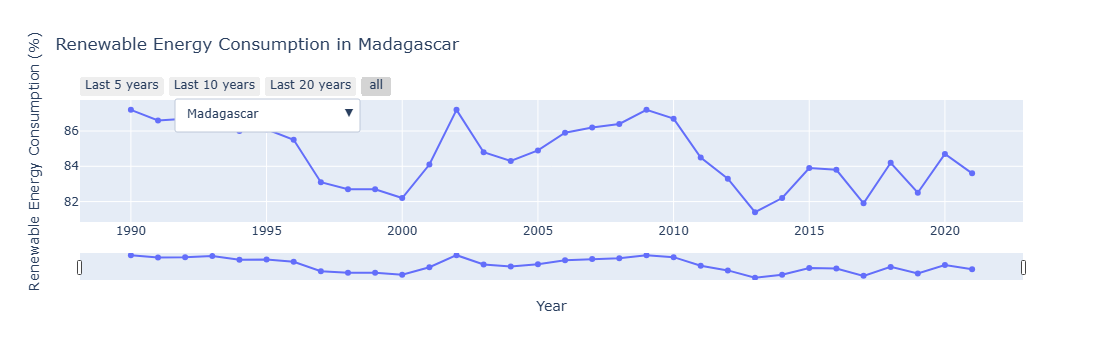 Renewable Energy Consumption in Madagascar
Last 5 years Last 10 years Last 20 years all
Madagascar ▼
Renewable Energy Consumption (%)
86
84
82
1990 1995 2000 2005 2010 2015 2020
Year